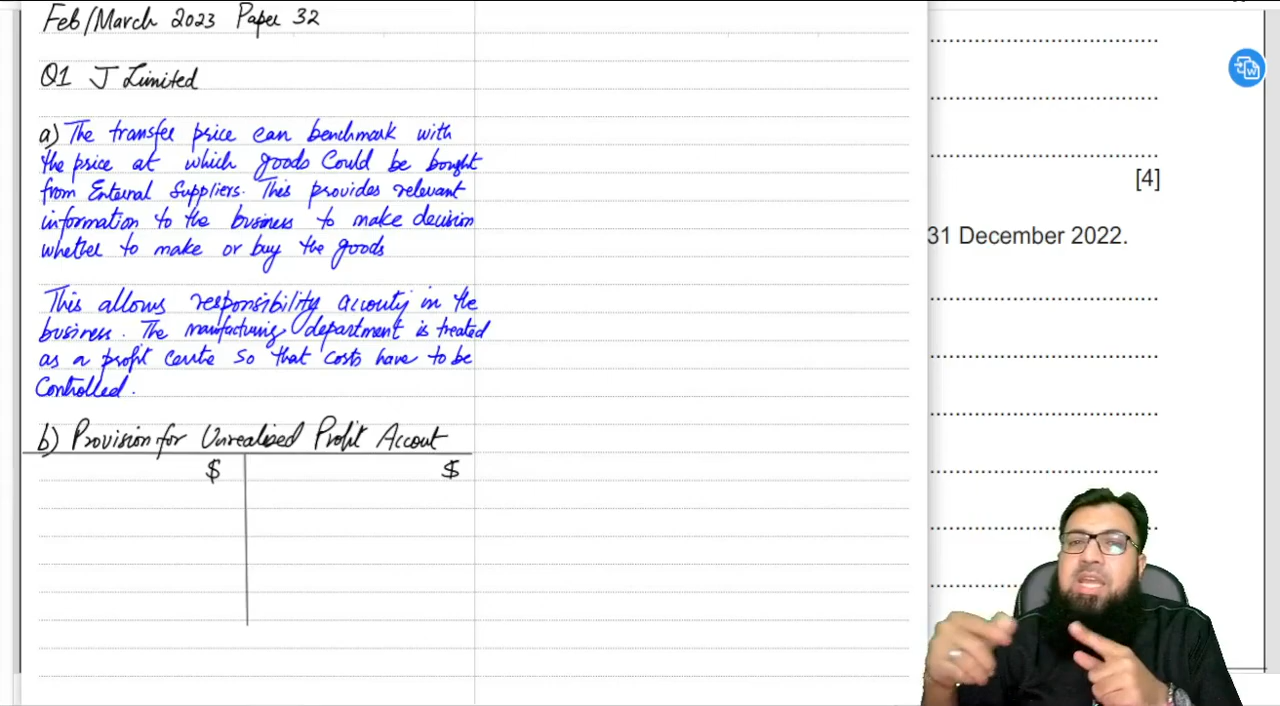 Feb/March 2023 Paper 32
Q1 J Limited
a) The transfer price can benchmark with
the price at which goods Could be bought
from External Suppliers. This provides relevant
information to the business to make decision
whether to make or buy the goods
[4]
31 December 2022.
This allows responsibility accouty in the
business. The manufacturing department is treated
as a profit centre so that costs have to be
Controlled.
b) Provision for Unrealised Profit Account
$ $
W